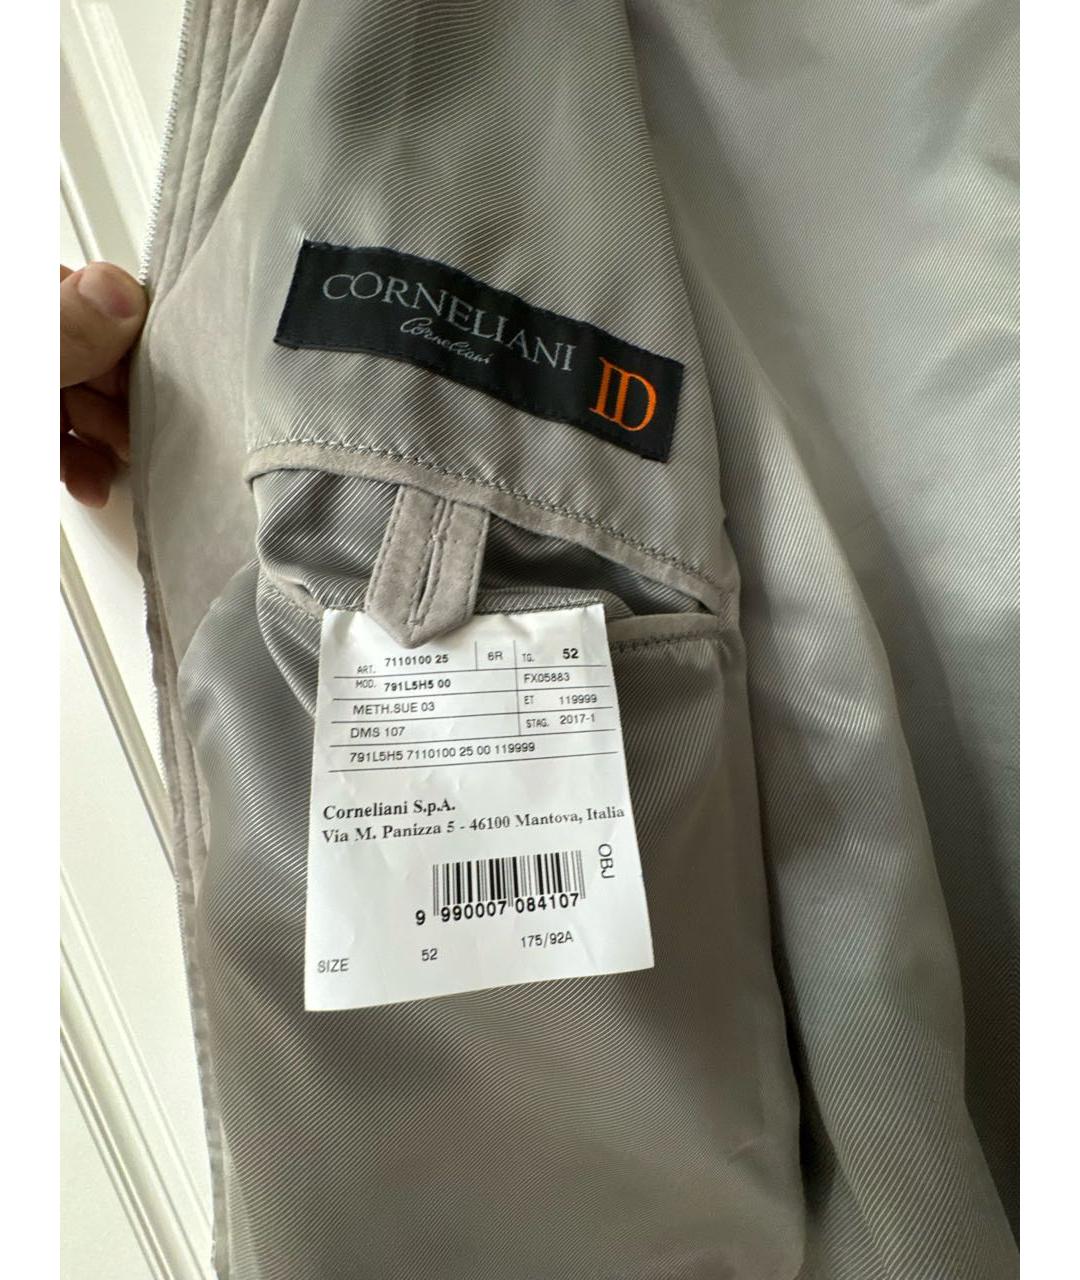 CORNELIANI ID
Corneliani
ART. 7110100 25 6R TG. 52
MOD. 791L5H5 00 FX05883
METH.SUE 03 ET 119999
DMS 107 STAG. 2017-1
791L5H5 7110100 25 00 119999
Corneliani S.p.A.
Via M. Panizza 5 - 46100 Mantova, Italia
OBJ
9 990007 084107
SIZE 52 175/92A